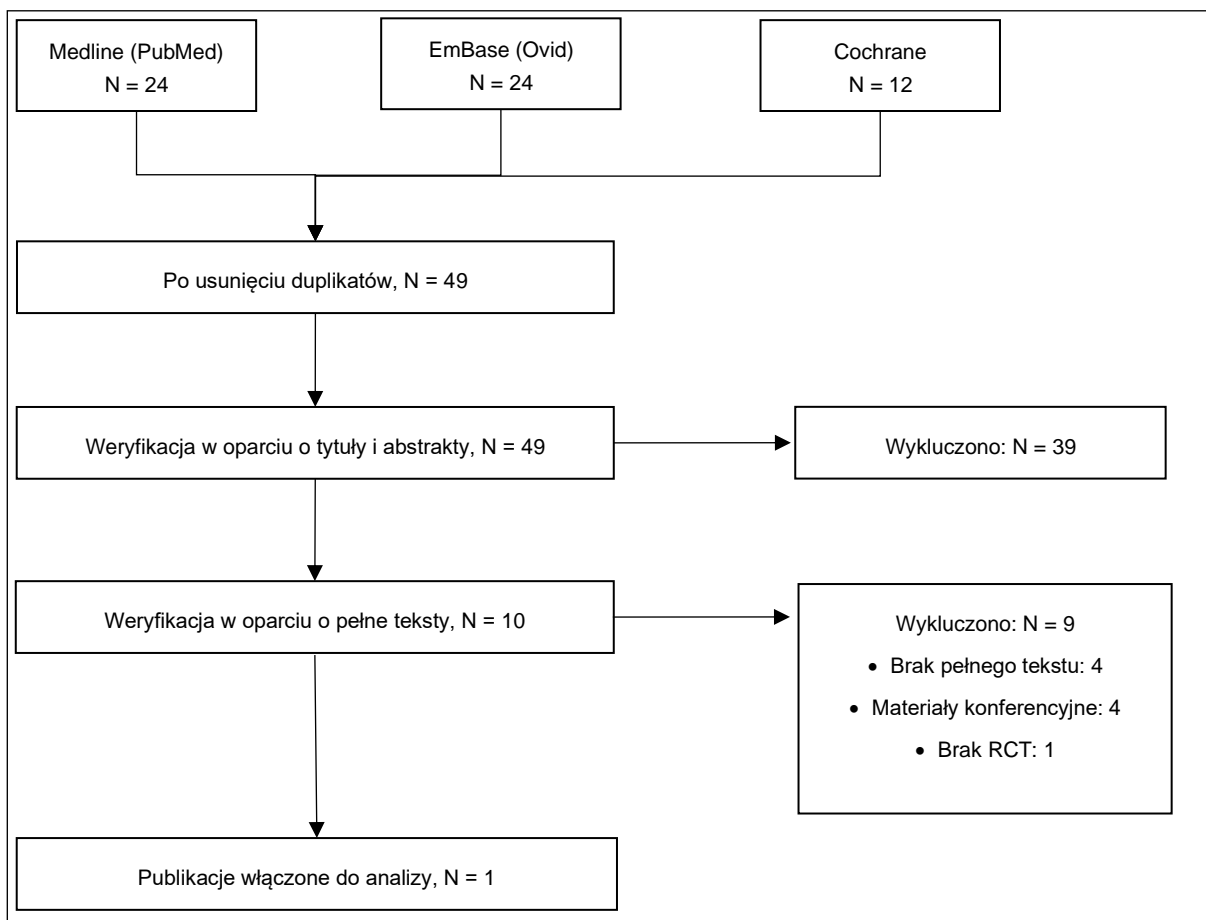 Medline (PubMed)
N = 24
EmBase (Ovid)
N = 24
Cochrane
N = 12
Po usunięciu duplikatów, N = 49
Weryfikacja w oparciu o tytuły i abstrakty, N = 49
Wykluczono: N = 39
Weryfikacja w oparciu o pełne teksty, N = 10
Wykluczono: N = 9
• Brak pełnego tekstu: 4
• Materiały konferencyjne: 4
• Brak RCT: 1
Publikacje włączone do analizy, N = 1